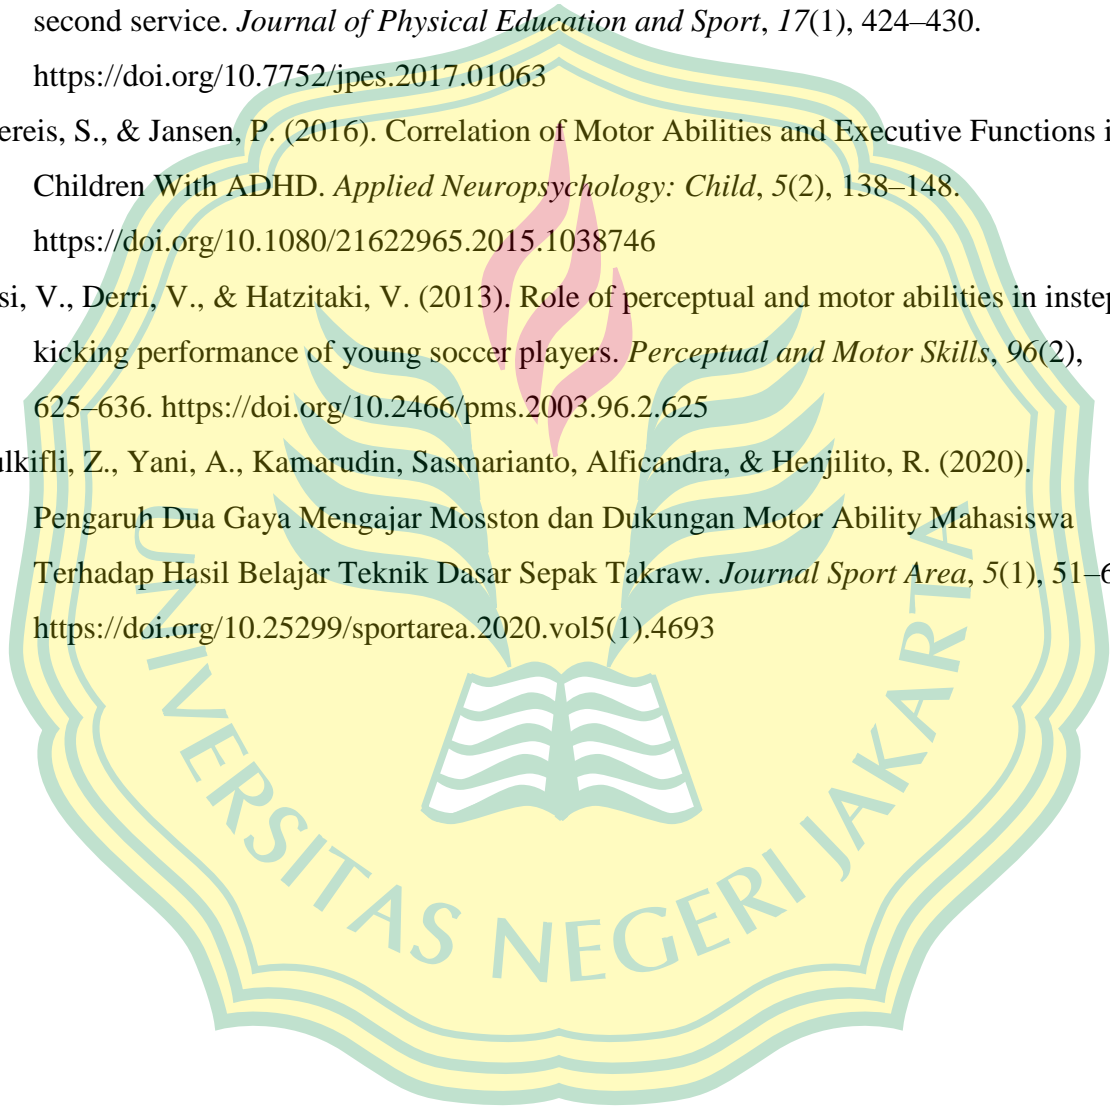 second service. Journal of Physical Education and Sport, 17(1), 424–430.
https://doi.org/10.7752/jpes.2017.01063
ereis, S., & Jansen, P. (2016). Correlation of Motor Abilities and Executive Functions i
Children With ADHD. Applied Neuropsychology: Child, 5(2), 138–148.
https://doi.org/10.1080/21622965.2015.1038746
si, V., Derri, V., & Hatzitaki, V. (2013). Role of perceptual and motor abilities in instep
kicking performance of young soccer players. Perceptual and Motor Skills, 96(2),
625–636. https://doi.org/10.2466/pms.2003.96.2.625
ulkifli, Z., Yani, A., Kamarudin, Sasmarianto, Alficandra, & Henjilito, R. (2020).
Pengaruh Dua Gaya Mengajar Mosston dan Dukungan Motor Ability Mahasiswa
Terhadap Hasil Belajar Teknik Dasar Sepak Takraw. Journal Sport Area, 5(1), 51–6
https://doi.org/10.25299/sportarea.2020.vol5(1).4693
UNIVERSITAS NEGERI JAKARTA